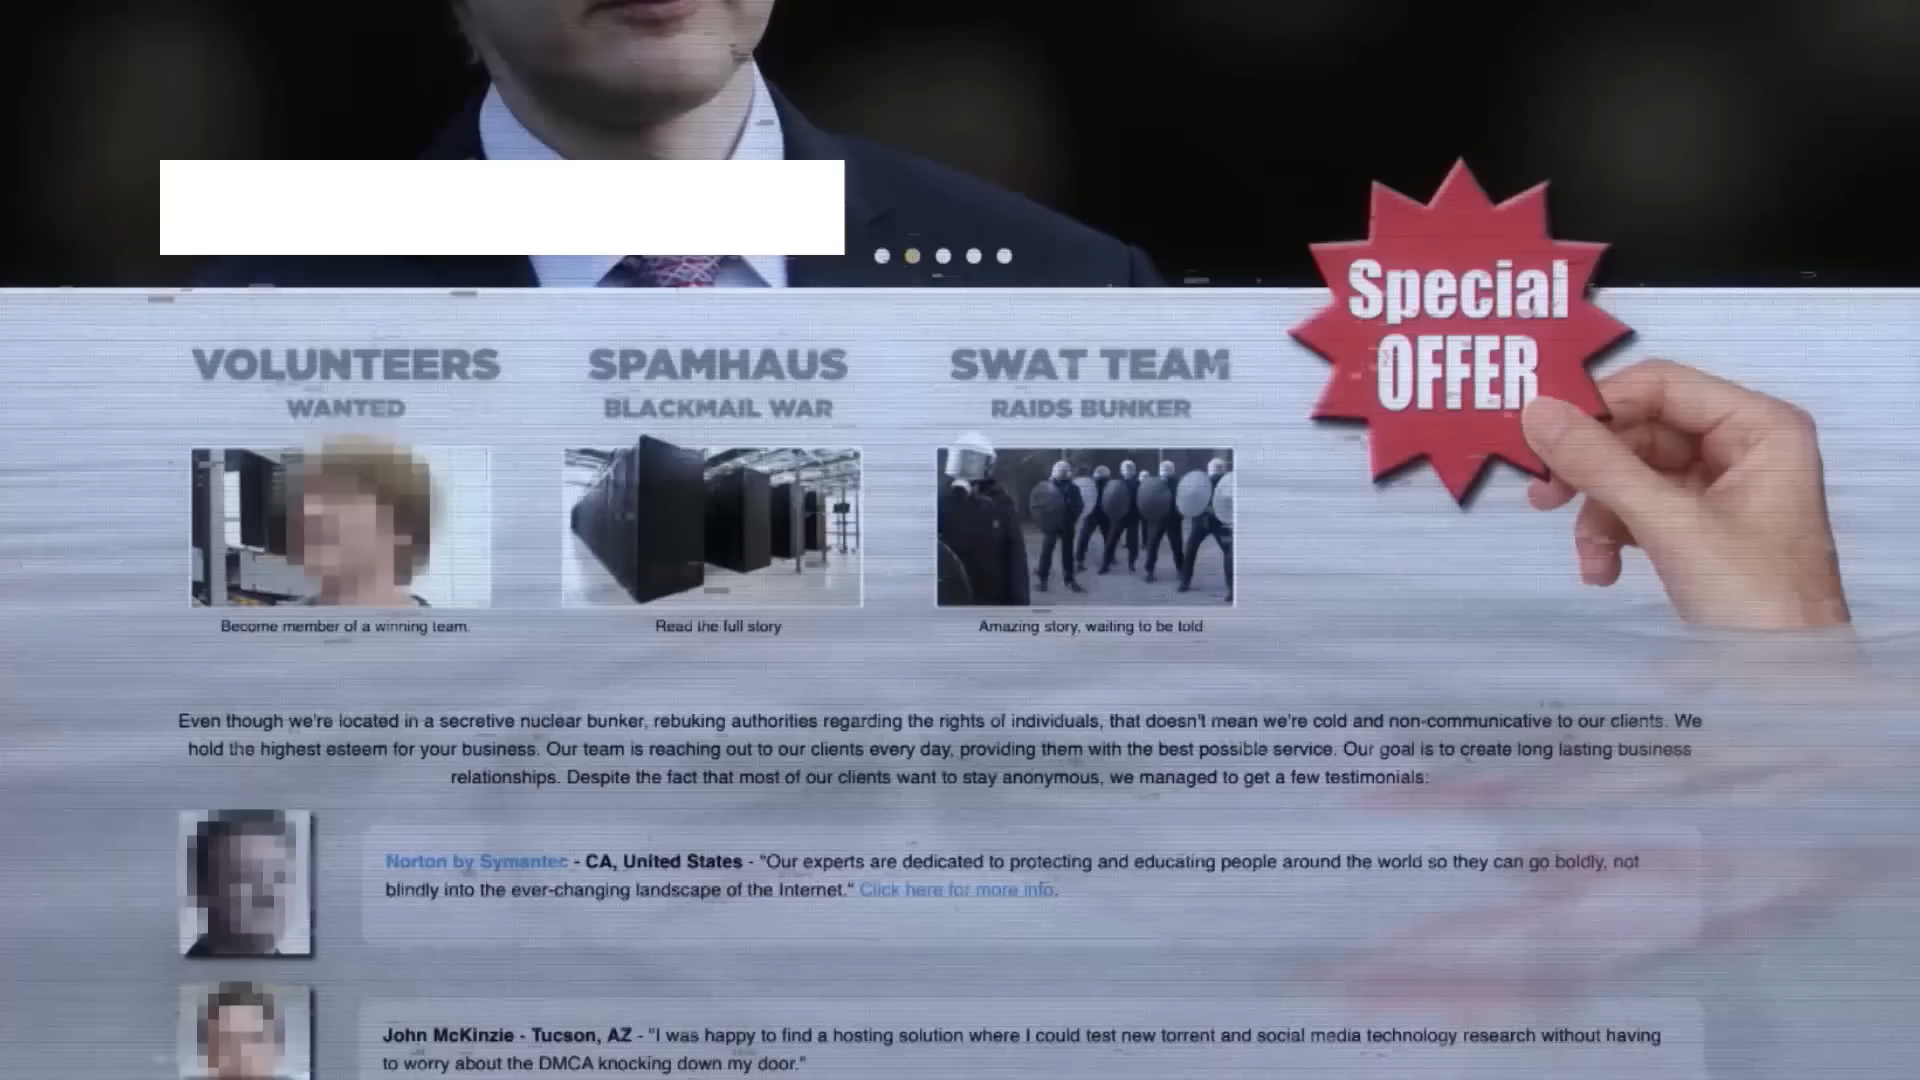 Special
OFFER
VOLUNTEERS
WANTED
SPAMHAUS
BLACKMAIL WAR
SWAT TEAM
RAIDS BUNKER
Become member of a winning team.
Read the full story
Amazing story, waiting to be told
Even though we're located in a secretive nuclear bunker, rebuking authorities regarding the rights of individuals, that doesn't mean we're cold and non-communicative to our clients. We
hold the highest esteem for your business. Our team is reaching out to our clients every day, providing them with the best possible service. Our goal is to create long lasting business
relationships. Despite the fact that most of our clients want to stay anonymous, we managed to get a few testimonials:
Norton by Symantec - CA, United States - "Our experts are dedicated to protecting and educating people around the world so they can go boldly, not
blindly into the ever-changing landscape of the Internet." Click here for more info.
John McKinzie - Tucson, AZ - "I was happy to find a hosting solution where I could test new torrent and social media technology research without having
to worry about the DMCA knocking down my door."